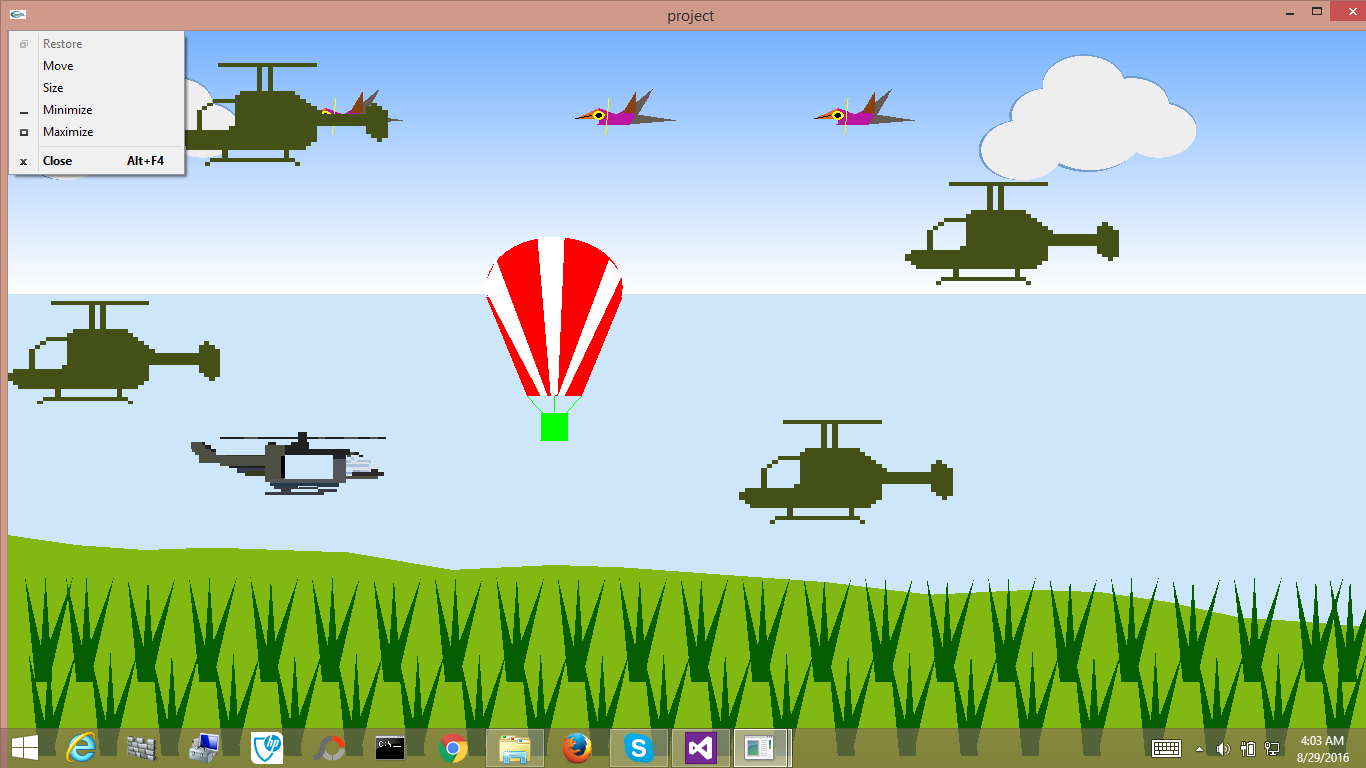 project
Restore
Move
Size
Minimize
Maximize
Close Alt+F4
4:03 AM
8/29/2016